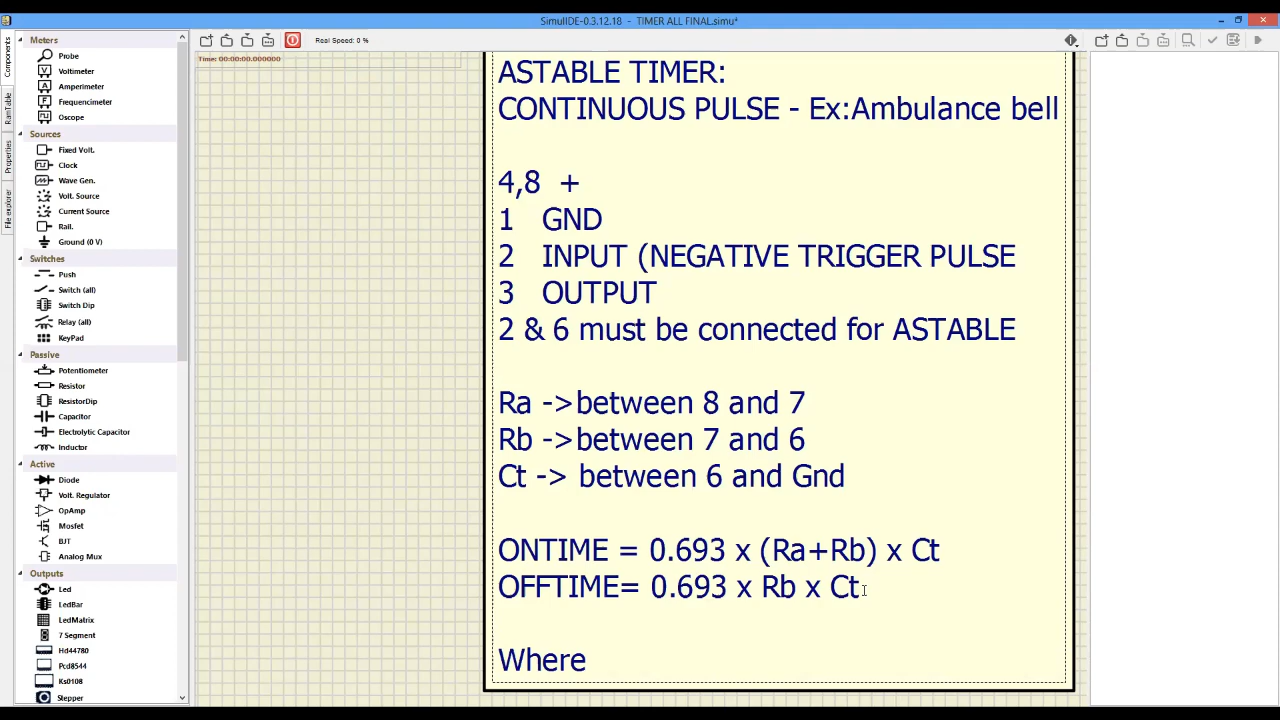 SimulIDE-0.3.12.18 - TIMER ALL FINAL.simu*
Components
RamTable
Properties
File explorer
Meters
Probe
Voltimeter
Amperimeter
Frequencimeter
Oscope
Sources
Fixed Volt.
Clock
Wave Gen.
Volt. Source
Current Source
Rail.
Ground (0 V)
Switches
Push
Switch (all)
Switch Dip
Relay (all)
KeyPad
Passive
Potentiometer
Resistor
ResistorDip
Capacitor
Electrolytic Capacitor
Inductor
Active
Diode
Volt. Regulator
OpAmp
Mosfet
BJT
Analog Mux
Outputs
Led
LedBar
LedMatrix
7 Segment
Hd44780
Pcd8544
Ks0108
Stepper
Real Speed: 0 %
Time: 00:00:00.000000
ASTABLE TIMER:
CONTINUOUS PULSE - Ex:Ambulance bell
4,8 +
1 GND
2 INPUT (NEGATIVE TRIGGER PULSE
3 OUTPUT
2 & 6 must be connected for ASTABLE
Ra ->between 8 and 7
Rb ->between 7 and 6
Ct -> between 6 and Gnd
ONTIME = 0.693 x (Ra+Rb) x Ct
OFFTIME= 0.693 x Rb x Ct
Where